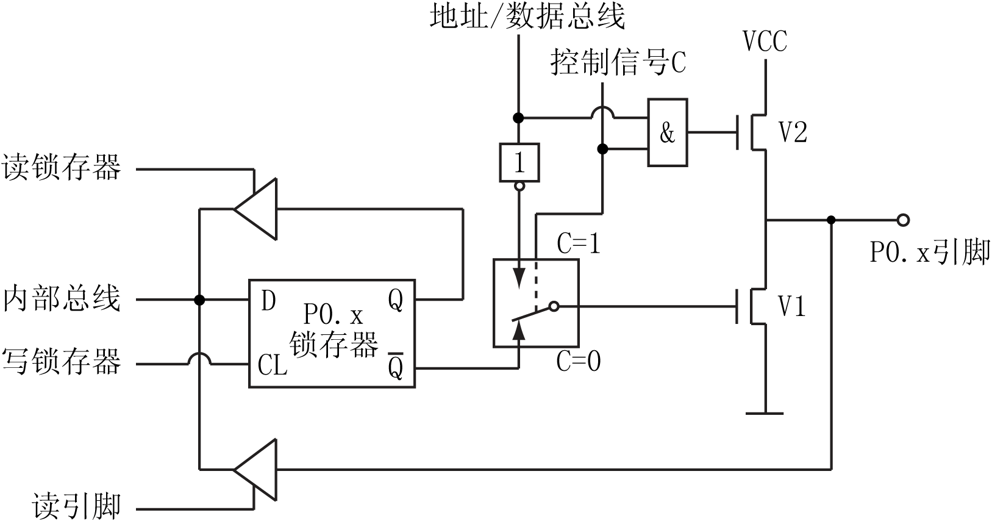 地址/数据总线
控制信号C
VCC
&
V2
读锁存器
1
C=1
P0.x引脚
内部总线
D
P0.x
锁存器
Q
V1
写锁存器
CL
Q̅
C=0
读引脚